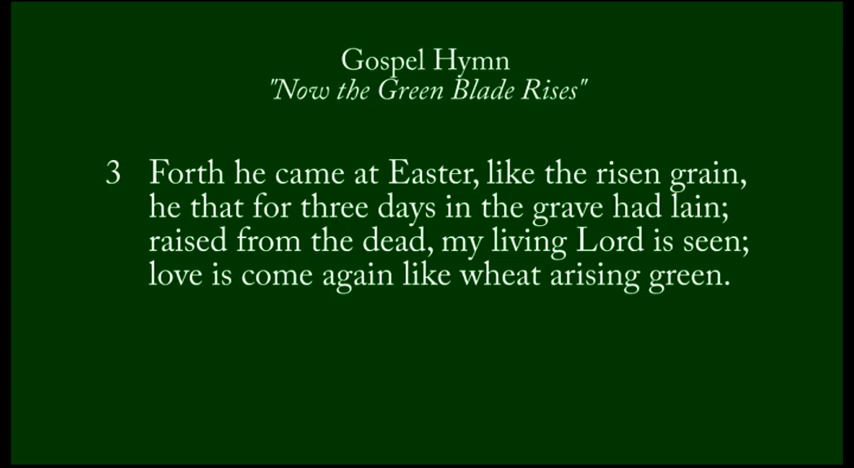 Gospel Hymn
"Now the Green Blade Rises"
3 Forth he came at Easter, like the risen grain,
he that for three days in the grave had lain;
raised from the dead, my living Lord is seen;
love is come again like wheat arising green.